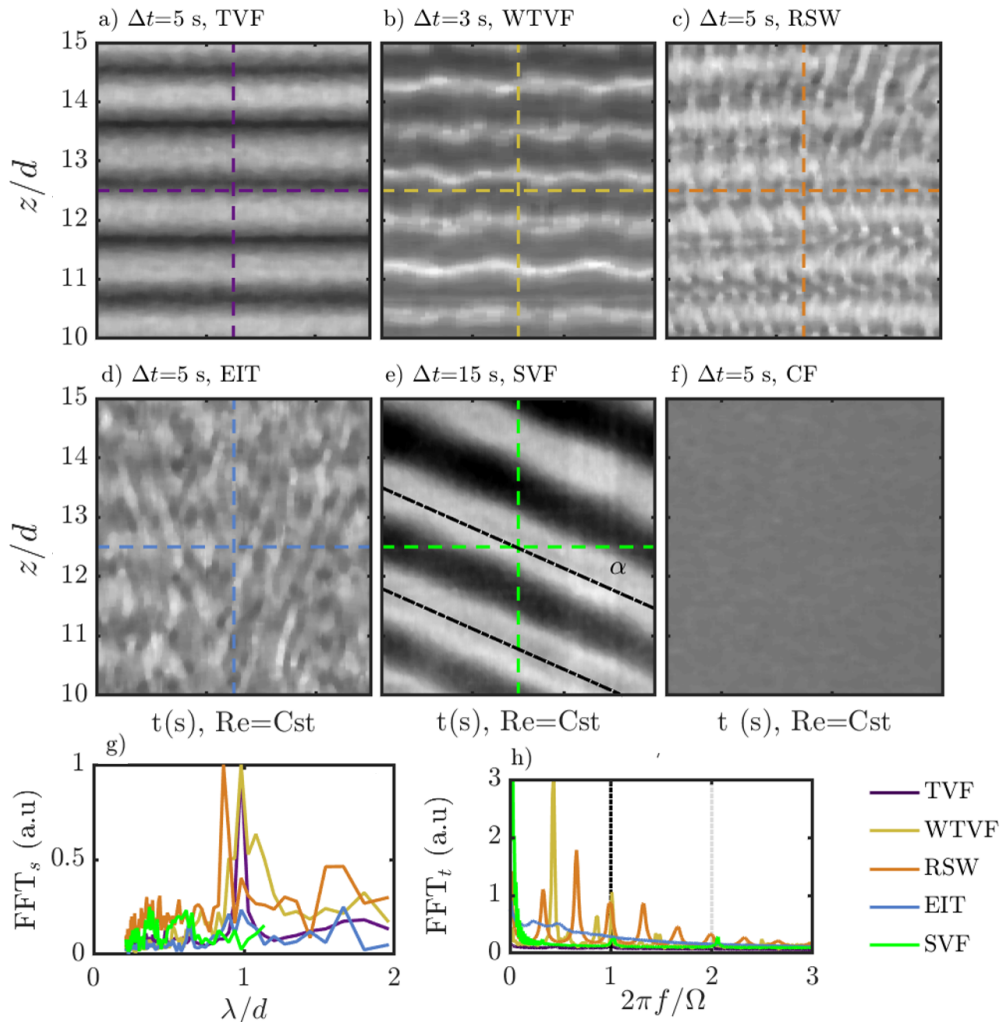 a) Δt=5 s, TVF
b) Δt=3 s, WTVF
c) Δt=5 s, RSW
z/d
15
14
13
12
11
10
d) Δt=5 s, EIT
e) Δt=15 s, SVF
f) Δt=5 s, CF
z/d
15
14
13
12
11
10
α
t(s), Re=Cst
t(s), Re=Cst
t (s), Re=Cst
g)
FFTₛ (a.u)
1
0.5
0
0
1
2
λ/d
h)
FFTₜ (a.u)
3
2
1
0
0
1
2
3
2πf/Ω
TVF
WTVF
RSW
EIT
SVF